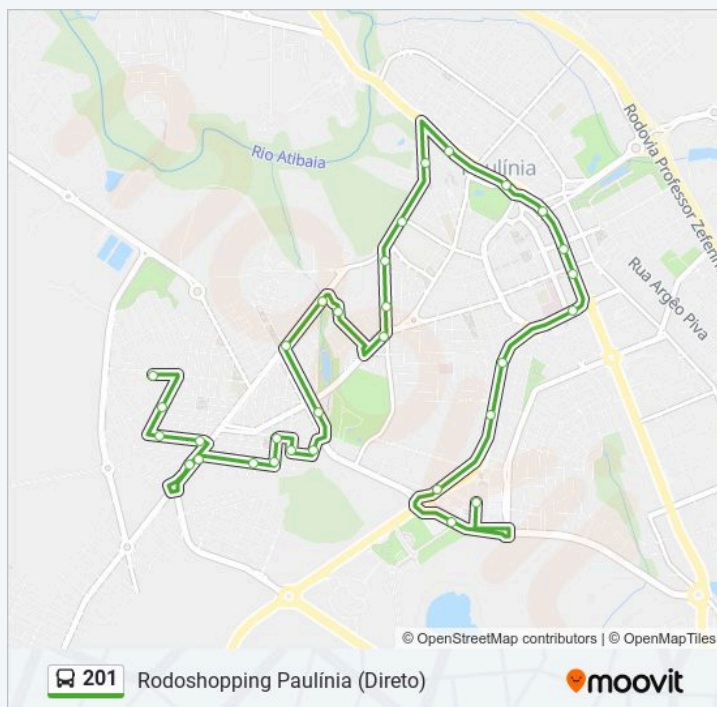 Rio Atibaia
Paulínia
Rodovia Professor Zeferin
Rua Argêo Piva
© OpenStreetMap contributors | © OpenMapTiles
201 Rodoshopping Paulínia (Direto)
moovit